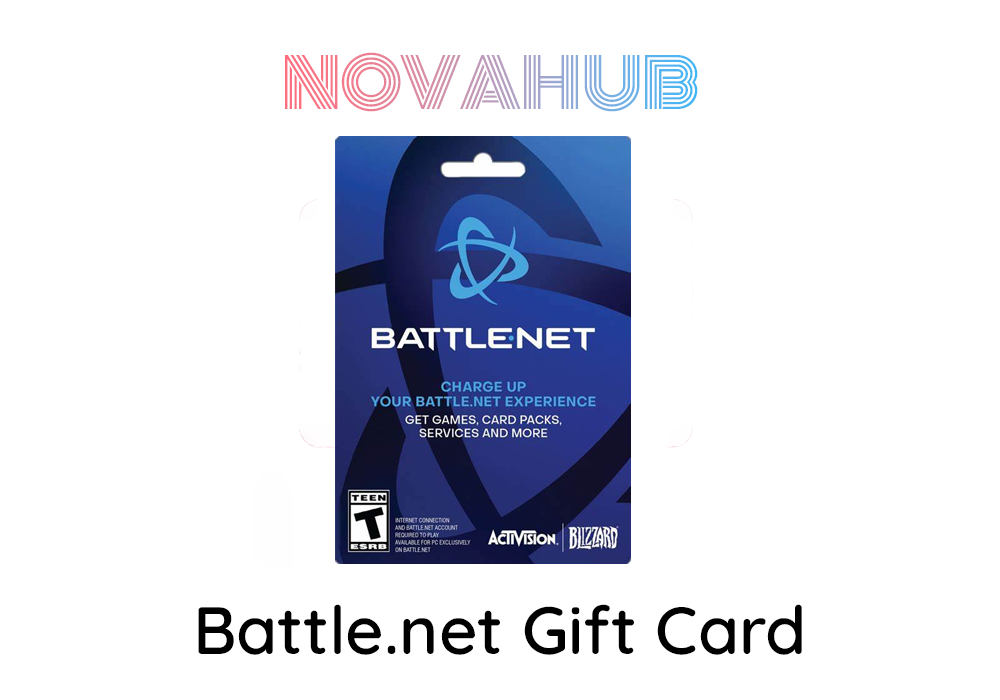 NOVAHUB
BATTLE.NET
CHARGE UP
YOUR BATTLE.NET EXPERIENCE
GET GAMES, CARD PACKS,
SERVICES AND MORE
TEEN
T
ESRB
INTERNET CONNECTION
AND BATTLE.NET ACCOUNT
REQUIRED TO PLAY
AVAILABLE FOR PC EXCLUSIVELY
ON BATTLE.NET
ACTIVISION.
BLIZZARD
Battle.net Gift Card